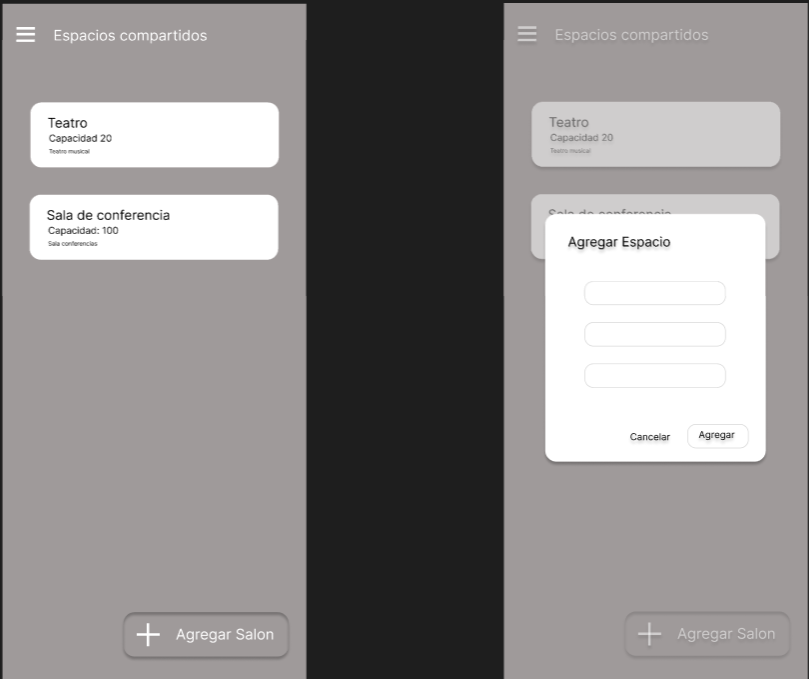 Espacios compartidos
Teatro
Capacidad 20
Teatro musical
Sala de conferencia
Capacidad: 100
Sala conferencias
Agregar Salon
Espacios compartidos
Teatro
Capacidad 20
Teatro musical
Sala de conferencia
Agregar Espacio
Cancelar
Agregar
Agregar Salon